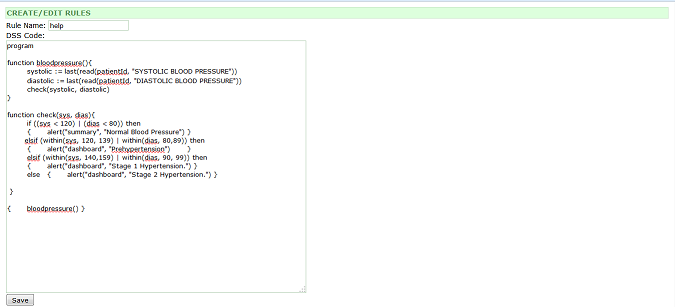 CREATE/EDIT RULES
Rule Name: help
DSS Code:
program
function bloodpressure(){
systolic := last(read(patientId, "SYSTOLIC BLOOD PRESSURE"))
diastolic := last(read(patientId, "DIASTOLIC BLOOD PRESSURE"))
check(systolic, diastolic)
}
function check(sys, dias){
if ((sys < 120) | (dias < 80)) then
{ alert("summary", "Normal Blood Pressure") }
elsif (within(sys, 120, 139) | within(dias, 80,89)) then
{ alert("dashboard", "Prehypertension") }
elsif (within(sys, 140,159) | within(dias, 90, 99)) then
{ alert("dashboard", "Stage 1 Hypertension.") }
else { alert("dashboard", "Stage 2 Hypertension.") }
}
{ bloodpressure() }
Save